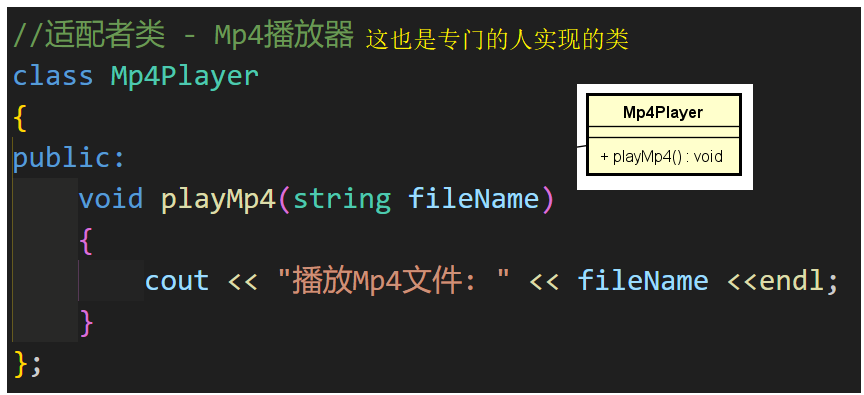 //适配者类 - Mp4播放器 这也是专门的人实现的类
class Mp4Player
{
public:
void playMp4(string fileName)
{
cout << "播放Mp4文件: " << fileName <<endl;
}
};
Mp4Player
+ playMp4() : void